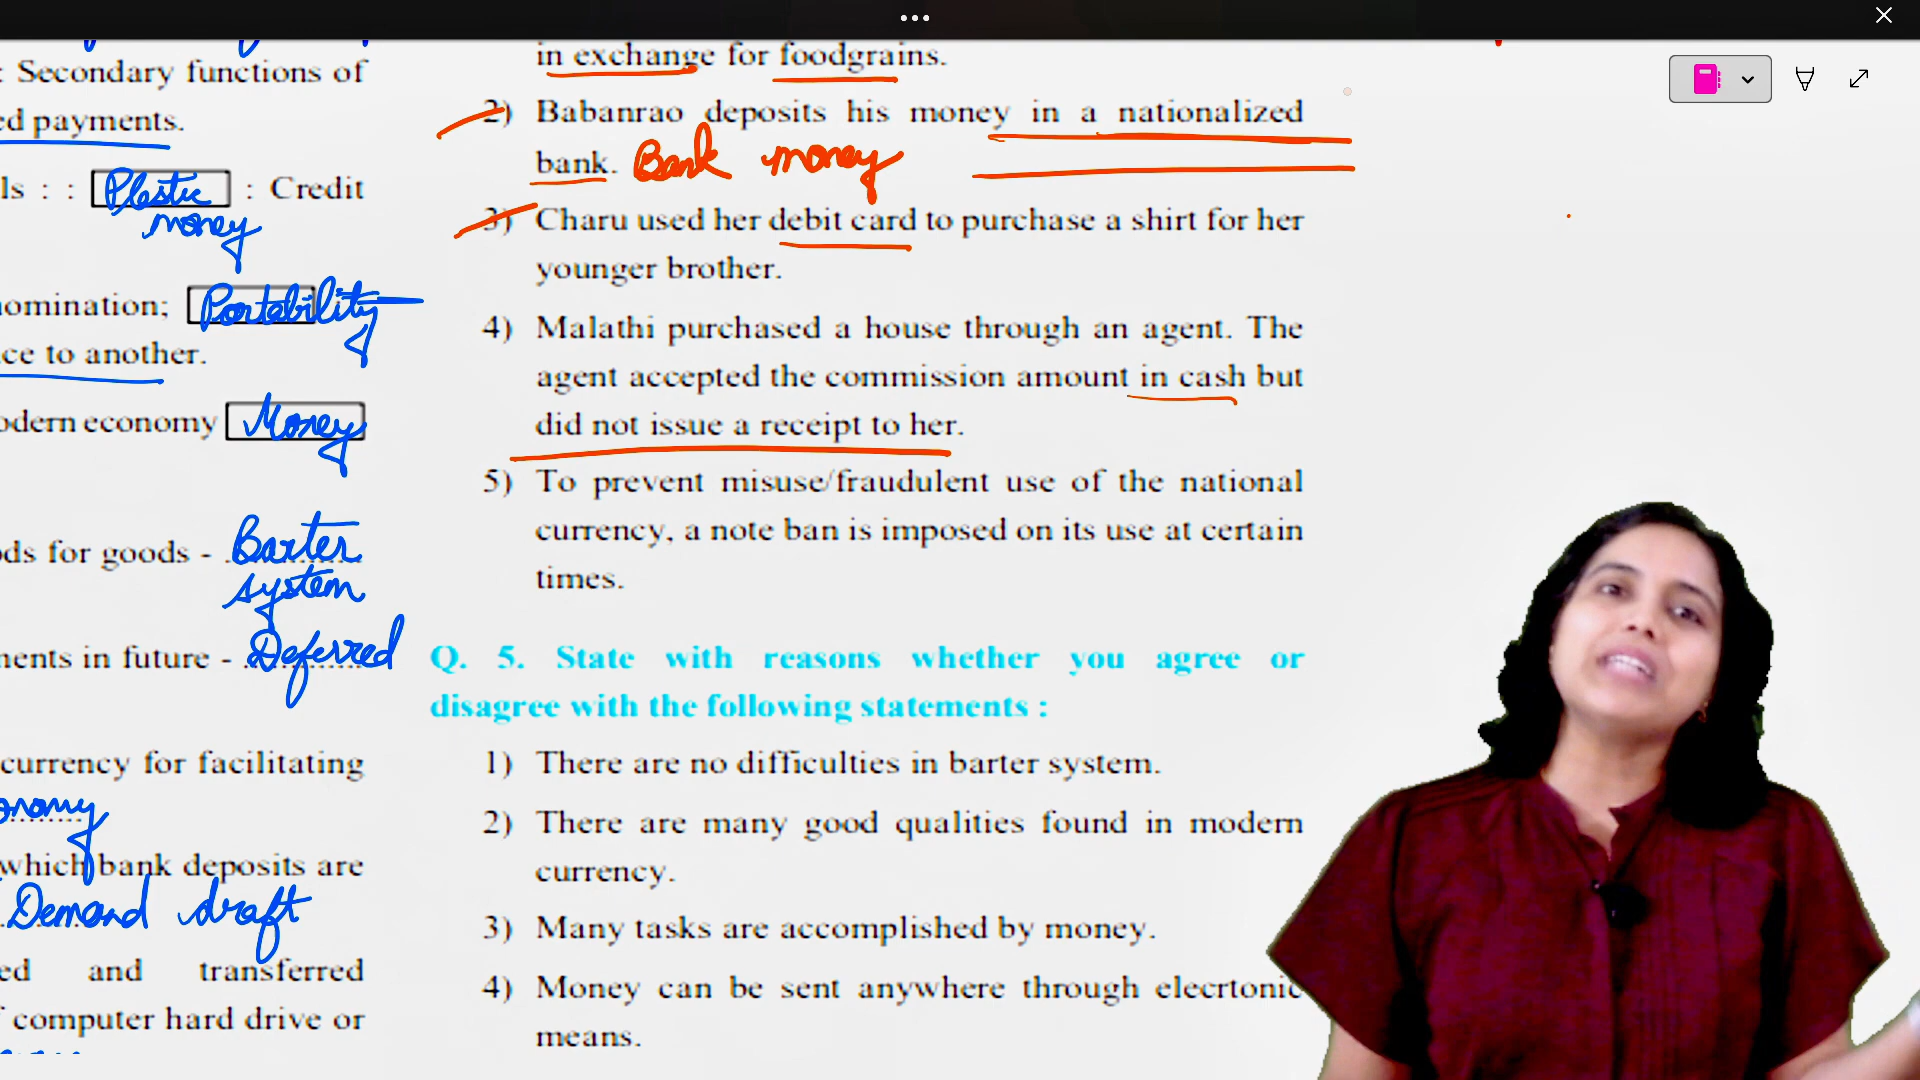 : Secondary functions of
ed payments.
ls : : Plastic money : Credit
nomination; Portability
ce to another.
odern economy Money
ods for goods - Barter
system
ments in future - Deferred
currency for facilitating
onomy
which bank deposits are
Demand draft
ed and transferred
f computer hard drive or
in exchange for foodgrains.
2) Babanrao deposits his money in a nationalized
bank. Bank money
3) Charu used her debit card to purchase a shirt for her
younger brother.
4) Malathi purchased a house through an agent. The
agent accepted the commission amount in cash but
did not issue a receipt to her.
5) To prevent misuse/fraudulent use of the national
currency, a note ban is imposed on its use at certain
times.
Q. 5. State with reasons whether you agree or
disagree with the following statements :
1) There are no difficulties in barter system.
2) There are many good qualities found in modern
currency.
3) Many tasks are accomplished by money.
4) Money can be sent anywhere through elecrtonic
means.